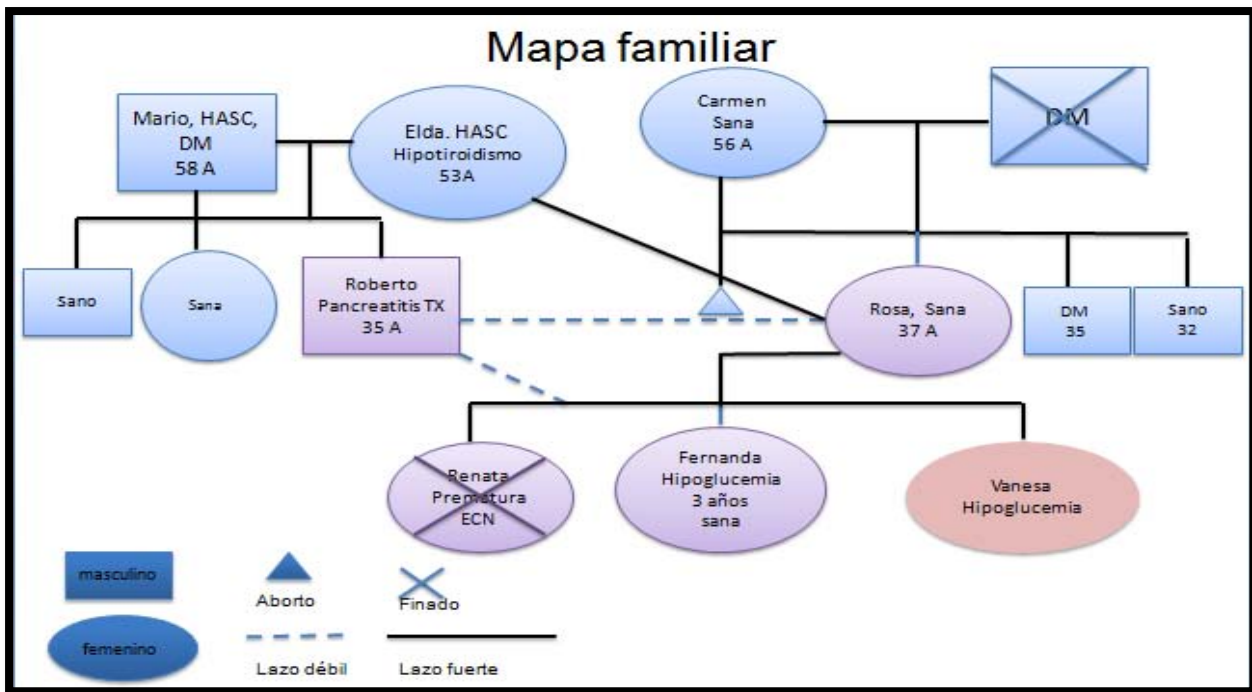 Mapa familiar
Mario, HASC,
DM
58 A
Elda. HASC
Hipotiroidismo
53A
Carmen
Sana
56 A
DM
Sano
Sana
Roberto
Pancreatitis TX
35 A
Rosa, Sana
37 A
DM
35
Sano
32
Renata
Prematura
ECN
Fernanda
Hipoglucemia
3 años
sana
Vanesa
Hipoglucemia
masculino
Aborto
Finado
femenino
Lazo débil
Lazo fuerte